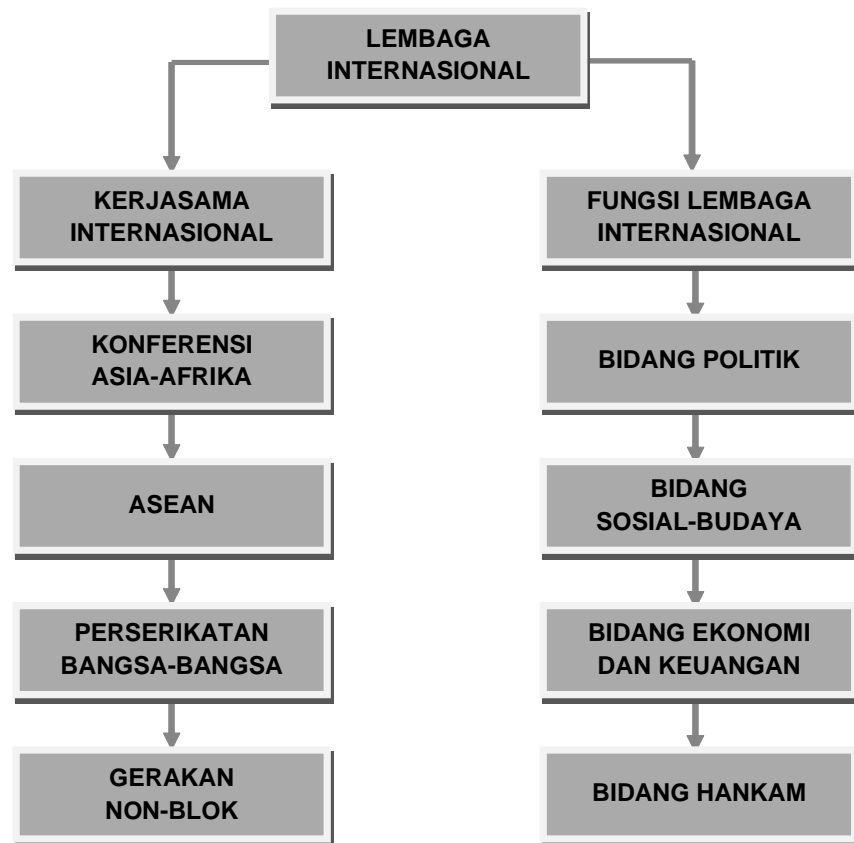 LEMBAGA
INTERNASIONAL
KERJASAMA
INTERNASIONAL
KONFERENSI
ASIA-AFRIKA
ASEAN
PERSERIKATAN
BANGSA-BANGSA
GERAKAN
NON-BLOK
FUNGSI LEMBAGA
INTERNASIONAL
BIDANG POLITIK
BIDANG
SOSIAL-BUDAYA
BIDANG EKONOMI
DAN KEUANGAN
BIDANG HANKAM